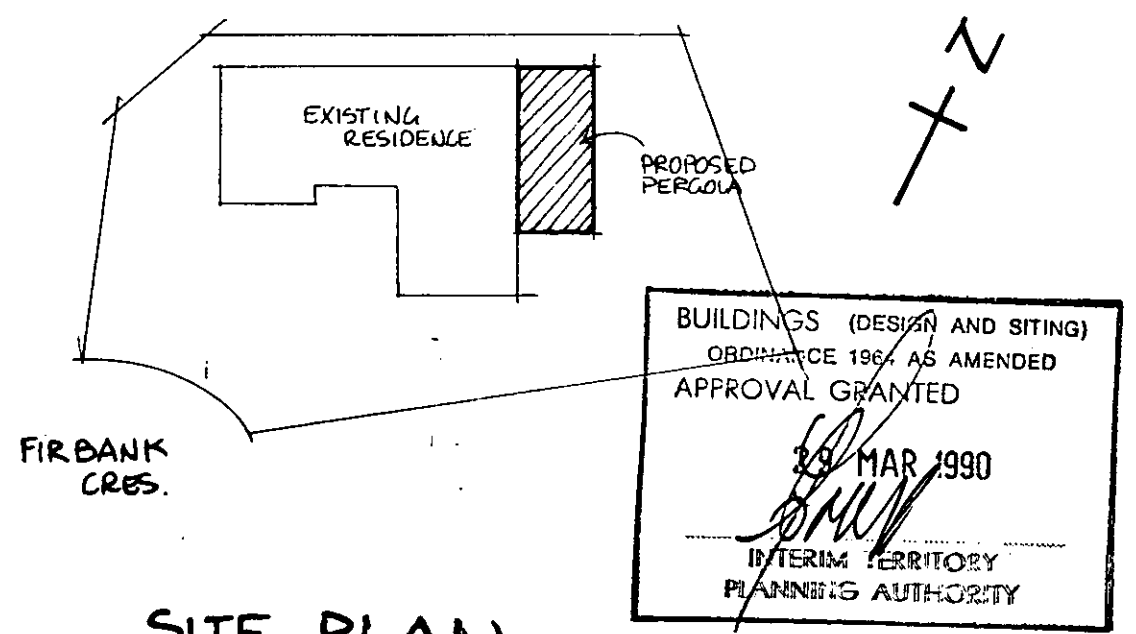 N
EXISTING
RESIDENCE
PROPOSED
PERGOLA
FIRBANK
CRES.
BUILDINGS (DESIGN AND SITING)
ORDINANCE 1964 AS AMENDED
APPROVAL GRANTED
MAR 1990
INTERIM TERRITORY
PLANNING AUTHORITY
SITE PLAN